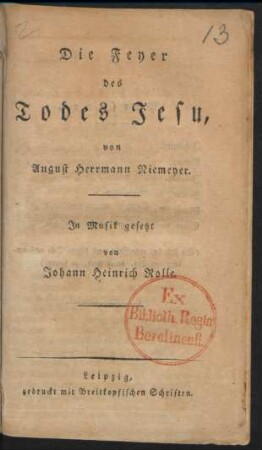 13
Die Feyer
des
Todes Jesu,
von
August Herrmann Niemeyer.
In Musik gesetzt
von
Johann Heinrich Rolle.
Ex
Biblioth. Regia
Berolinensi.
Leipzig,
gedruckt mit Breitkopfischen Schriften.